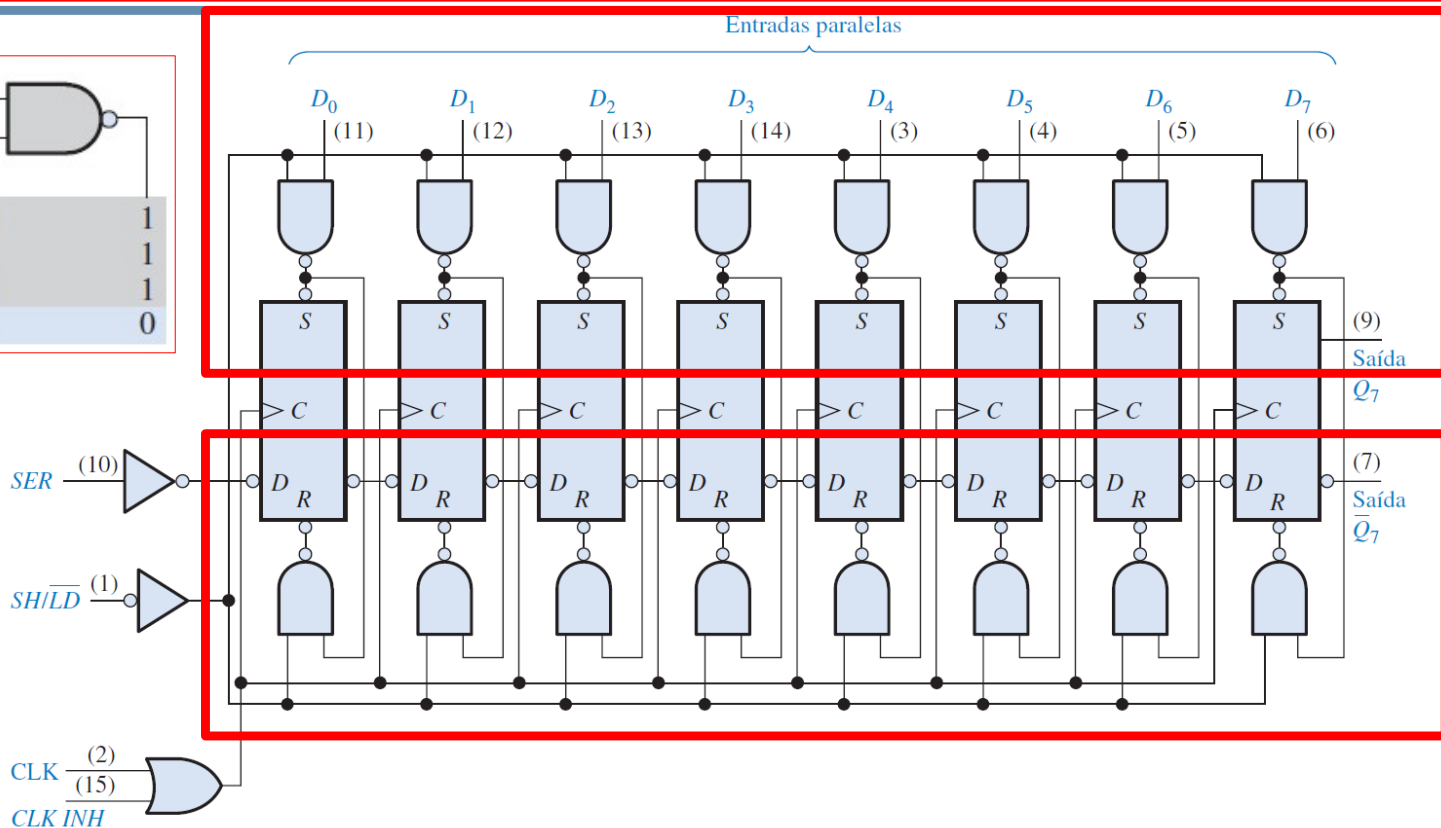 Entradas paralelas
D0 D1 D2 D3 D4 D5 D6 D7
(11) (12) (13) (14) (3) (4) (5) (6)
1
1
1
0
S S S S S S S S
(9)
Saída
Q7
C C C C C C C C
SER (10)
D D D D D D D D
R R R R R R R R
(7)
Saída
Q̅7
SH/L̅D̅ (1)
CLK (2)
(15)
CLK INH